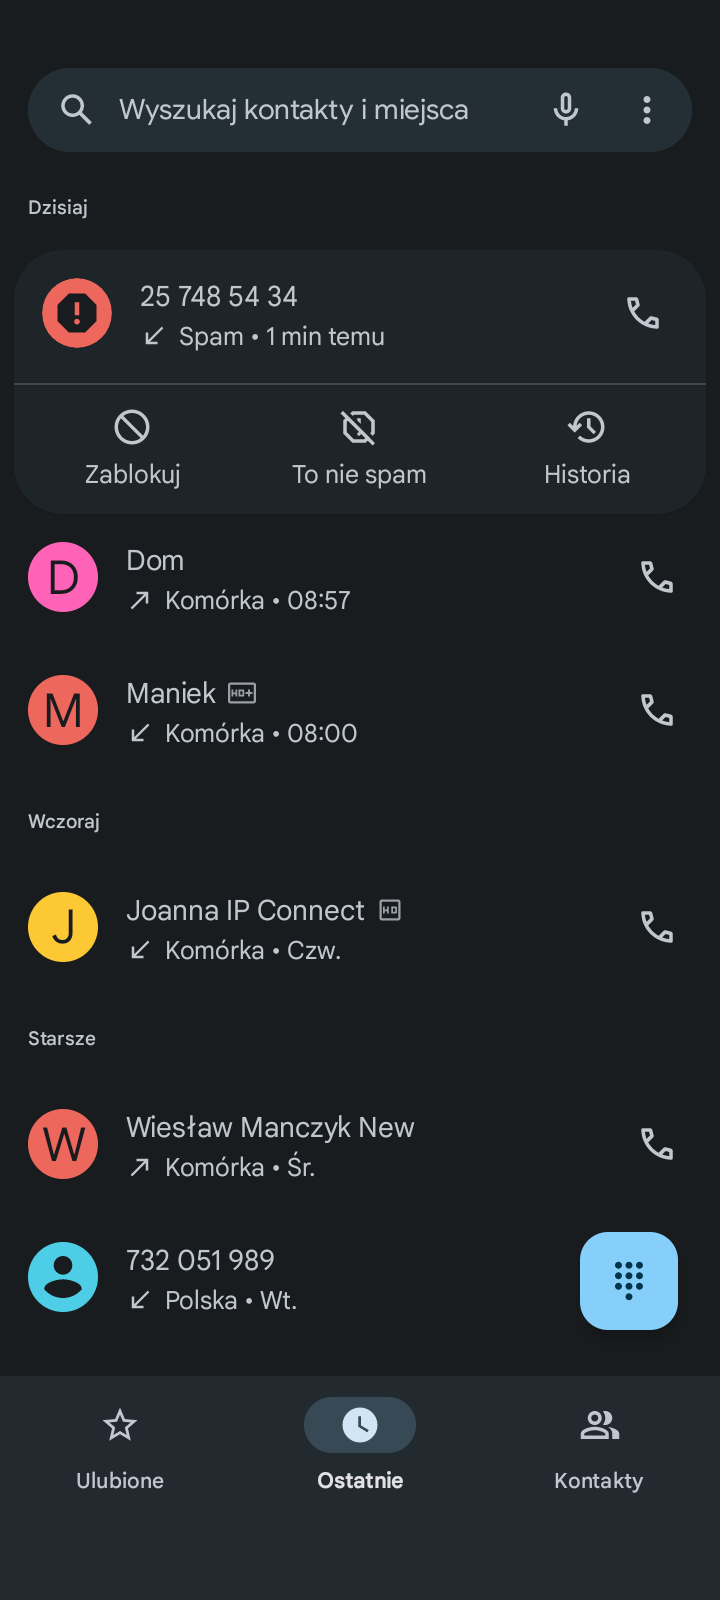 Wyszukaj kontakty i miejsca
Dzisiaj
25 748 54 34
Spam • 1 min temu
Zablokuj
To nie spam
Historia
D
Dom
Komórka • 08:57
M
Maniek HD+
Komórka • 08:00
Wczoraj
J
Joanna IP Connect HD
Komórka • Czw.
Starsze
W
Wiesław Manczyk New
Komórka • Śr.
732 051 989
Polska • Wt.
Ulubione
Ostatnie
Kontakty